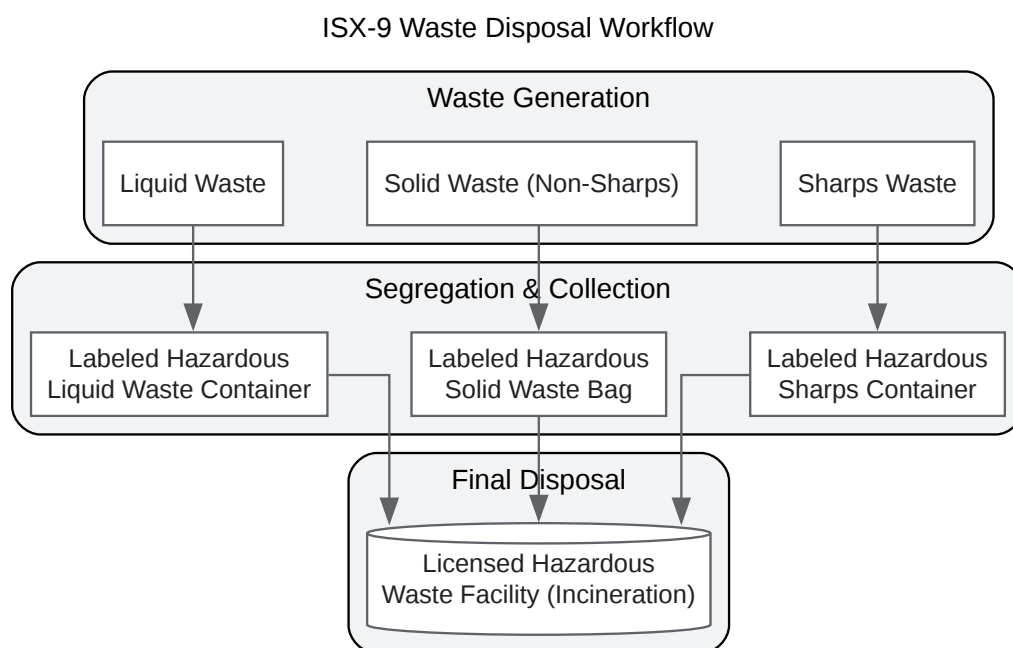 ISX-9 Waste Disposal Workflow
Waste Generation
Liquid Waste
Solid Waste (Non-Sharps)
Sharps Waste
Segregation & Collection
Labeled Hazardous
Liquid Waste Container
Labeled Hazardous
Solid Waste Bag
Labeled Hazardous
Sharps Container
Final Disposal
Licensed Hazardous
Waste Facility (Incineration)